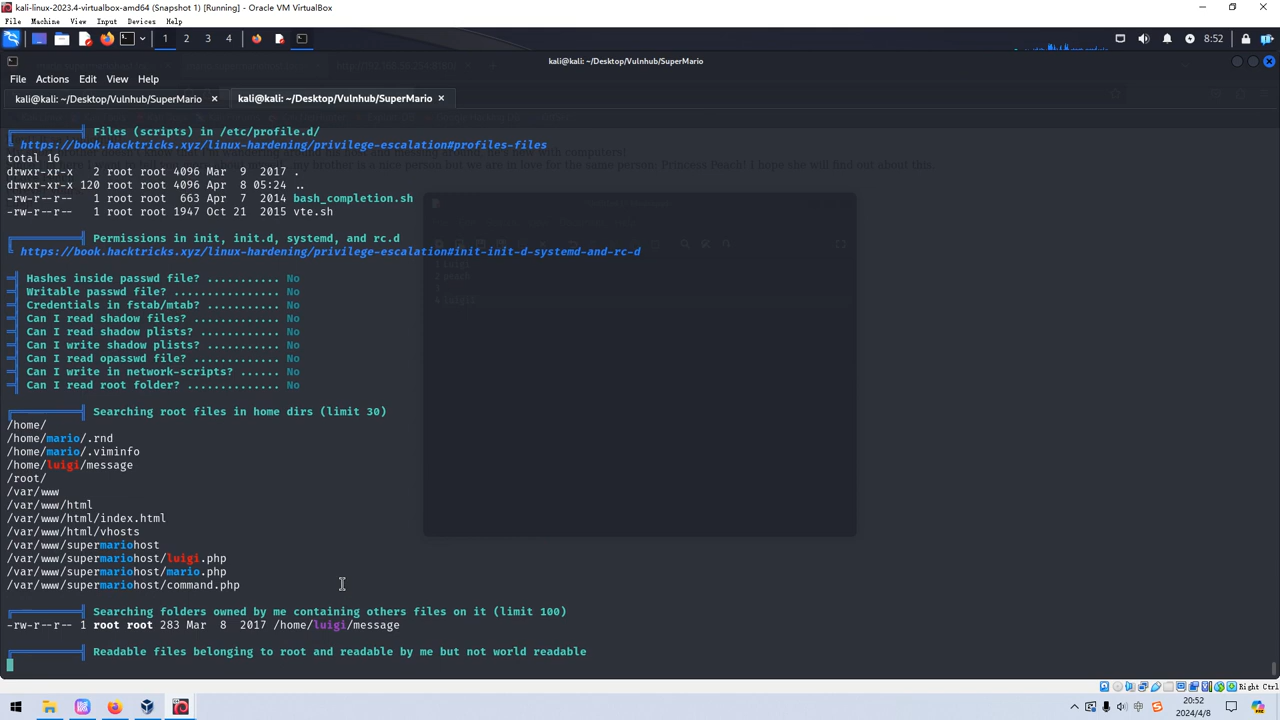 kali-linux-2023.4-virtualbox-amd64 (Snapshot 1) [Running] - Oracle VM VirtualBox
File Machine View Input Devices Help
1 2 3 4 8:52
kali@kali: ~/Desktop/Vulnhub/SuperMario
File Actions Edit View Help
kali@kali: ~/Desktop/Vulnhub/SuperMario kali@kali: ~/Desktop/Vulnhub/SuperMario
Files (scripts) in /etc/profile.d/
https://book.hacktricks.xyz/linux-hardening/privilege-escalation#profiles-files
total 16
drwxr-xr-x 2 root root 4096 Mar 9 2017 .
drwxr-xr-x 120 root root 4096 Apr 8 05:24 ..
-rw-r--r-- 1 root root 663 Apr 7 2014 bash_completion.sh
-rw-r--r-- 1 root root 1947 Oct 21 2015 vte.sh
Permissions in init, init.d, systemd, and rc.d
https://book.hacktricks.xyz/linux-hardening/privilege-escalation#init-init-d-systemd-and-rc-d
Hashes inside passwd file? ........... No
Writable passwd file? ................ No
Credentials in fstab/mtab? ........... No
Can I read shadow files? ............. No
Can I read shadow plists? ............ No
Can I write shadow plists? ........... No
Can I read opasswd file? ............. No
Can I write in network-scripts? ...... No
Can I read root folder? .............. No
Searching root files in home dirs (limit 30)
/home/
/home/mario/.rnd
/home/mario/.viminfo
/home/luigi/message
/root/
/var/www
/var/www/html
/var/www/html/index.html
/var/www/html/vhosts
/var/www/supermariohost
/var/www/supermariohost/luigi.php
/var/www/supermariohost/mario.php
/var/www/supermariohost/command.php
Searching folders owned by me containing others files on it (limit 100)
-rw-r--r-- 1 root root 283 Mar 8 2017 /home/luigi/message
Readable files belonging to root and readable by me but not world readable
Right Ctrl
中
20:52
2024/4/8